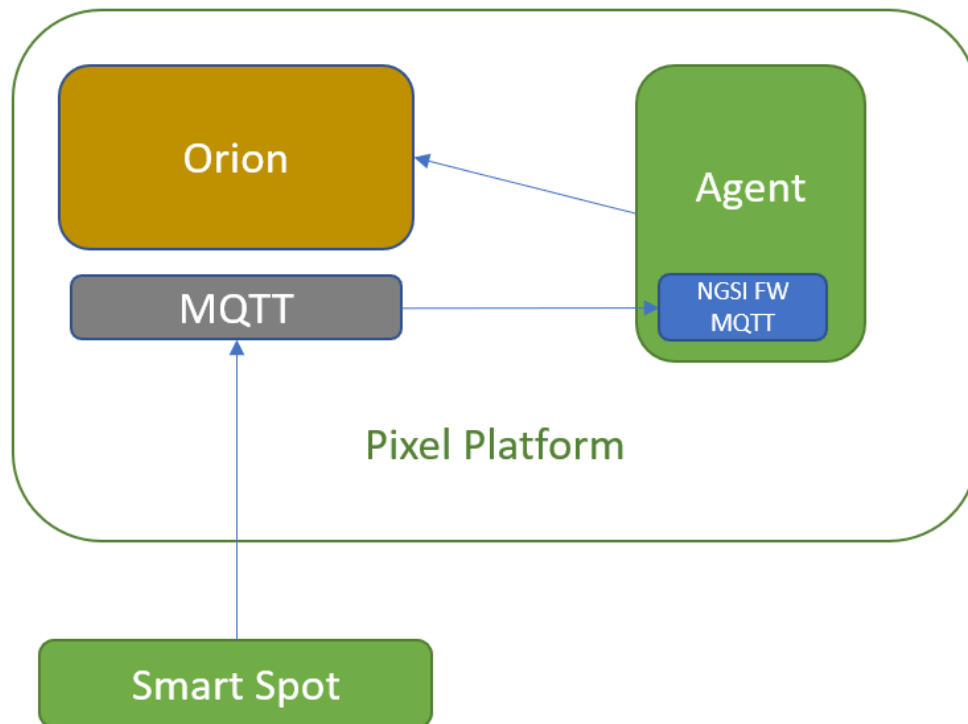 Orion
Agent
MQTT
NGSI FW
MQTT
Pixel Platform
Smart Spot